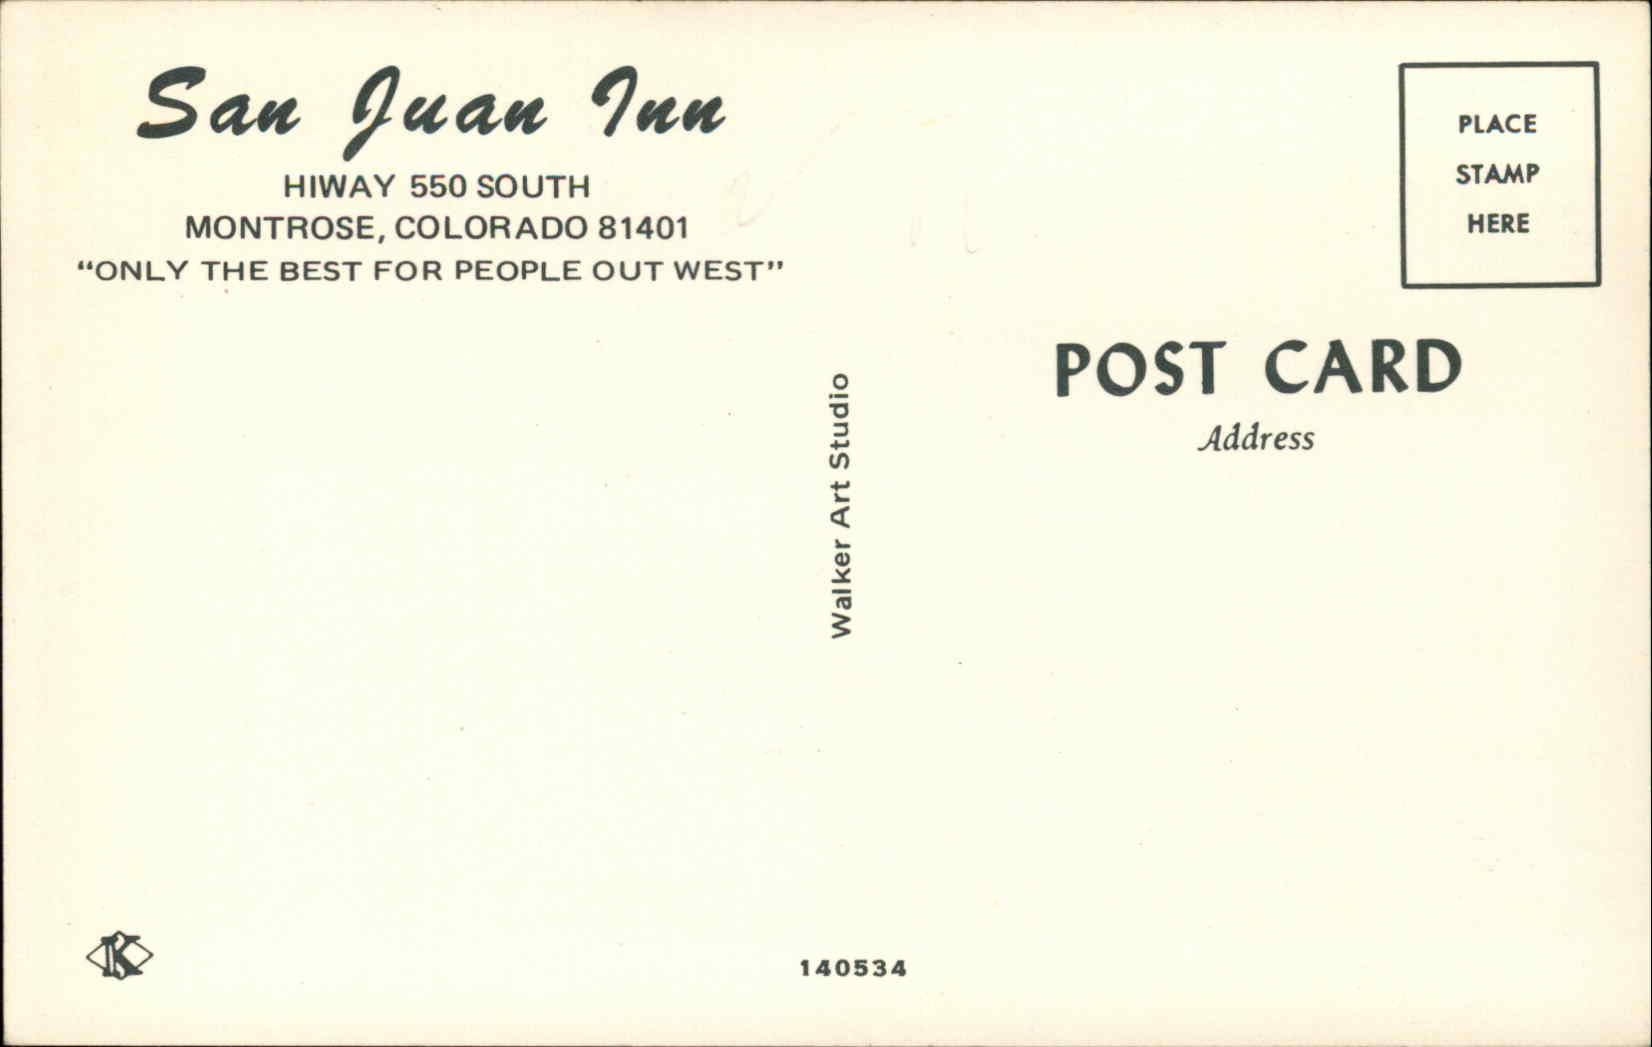 San Juan Inn
HIWAY 550 SOUTH
MONTROSE, COLORADO 81401
“ONLY THE BEST FOR PEOPLE OUT WEST”
PLACE
STAMP
HERE
POST CARD
Address
Walker Art Studio
K
140534